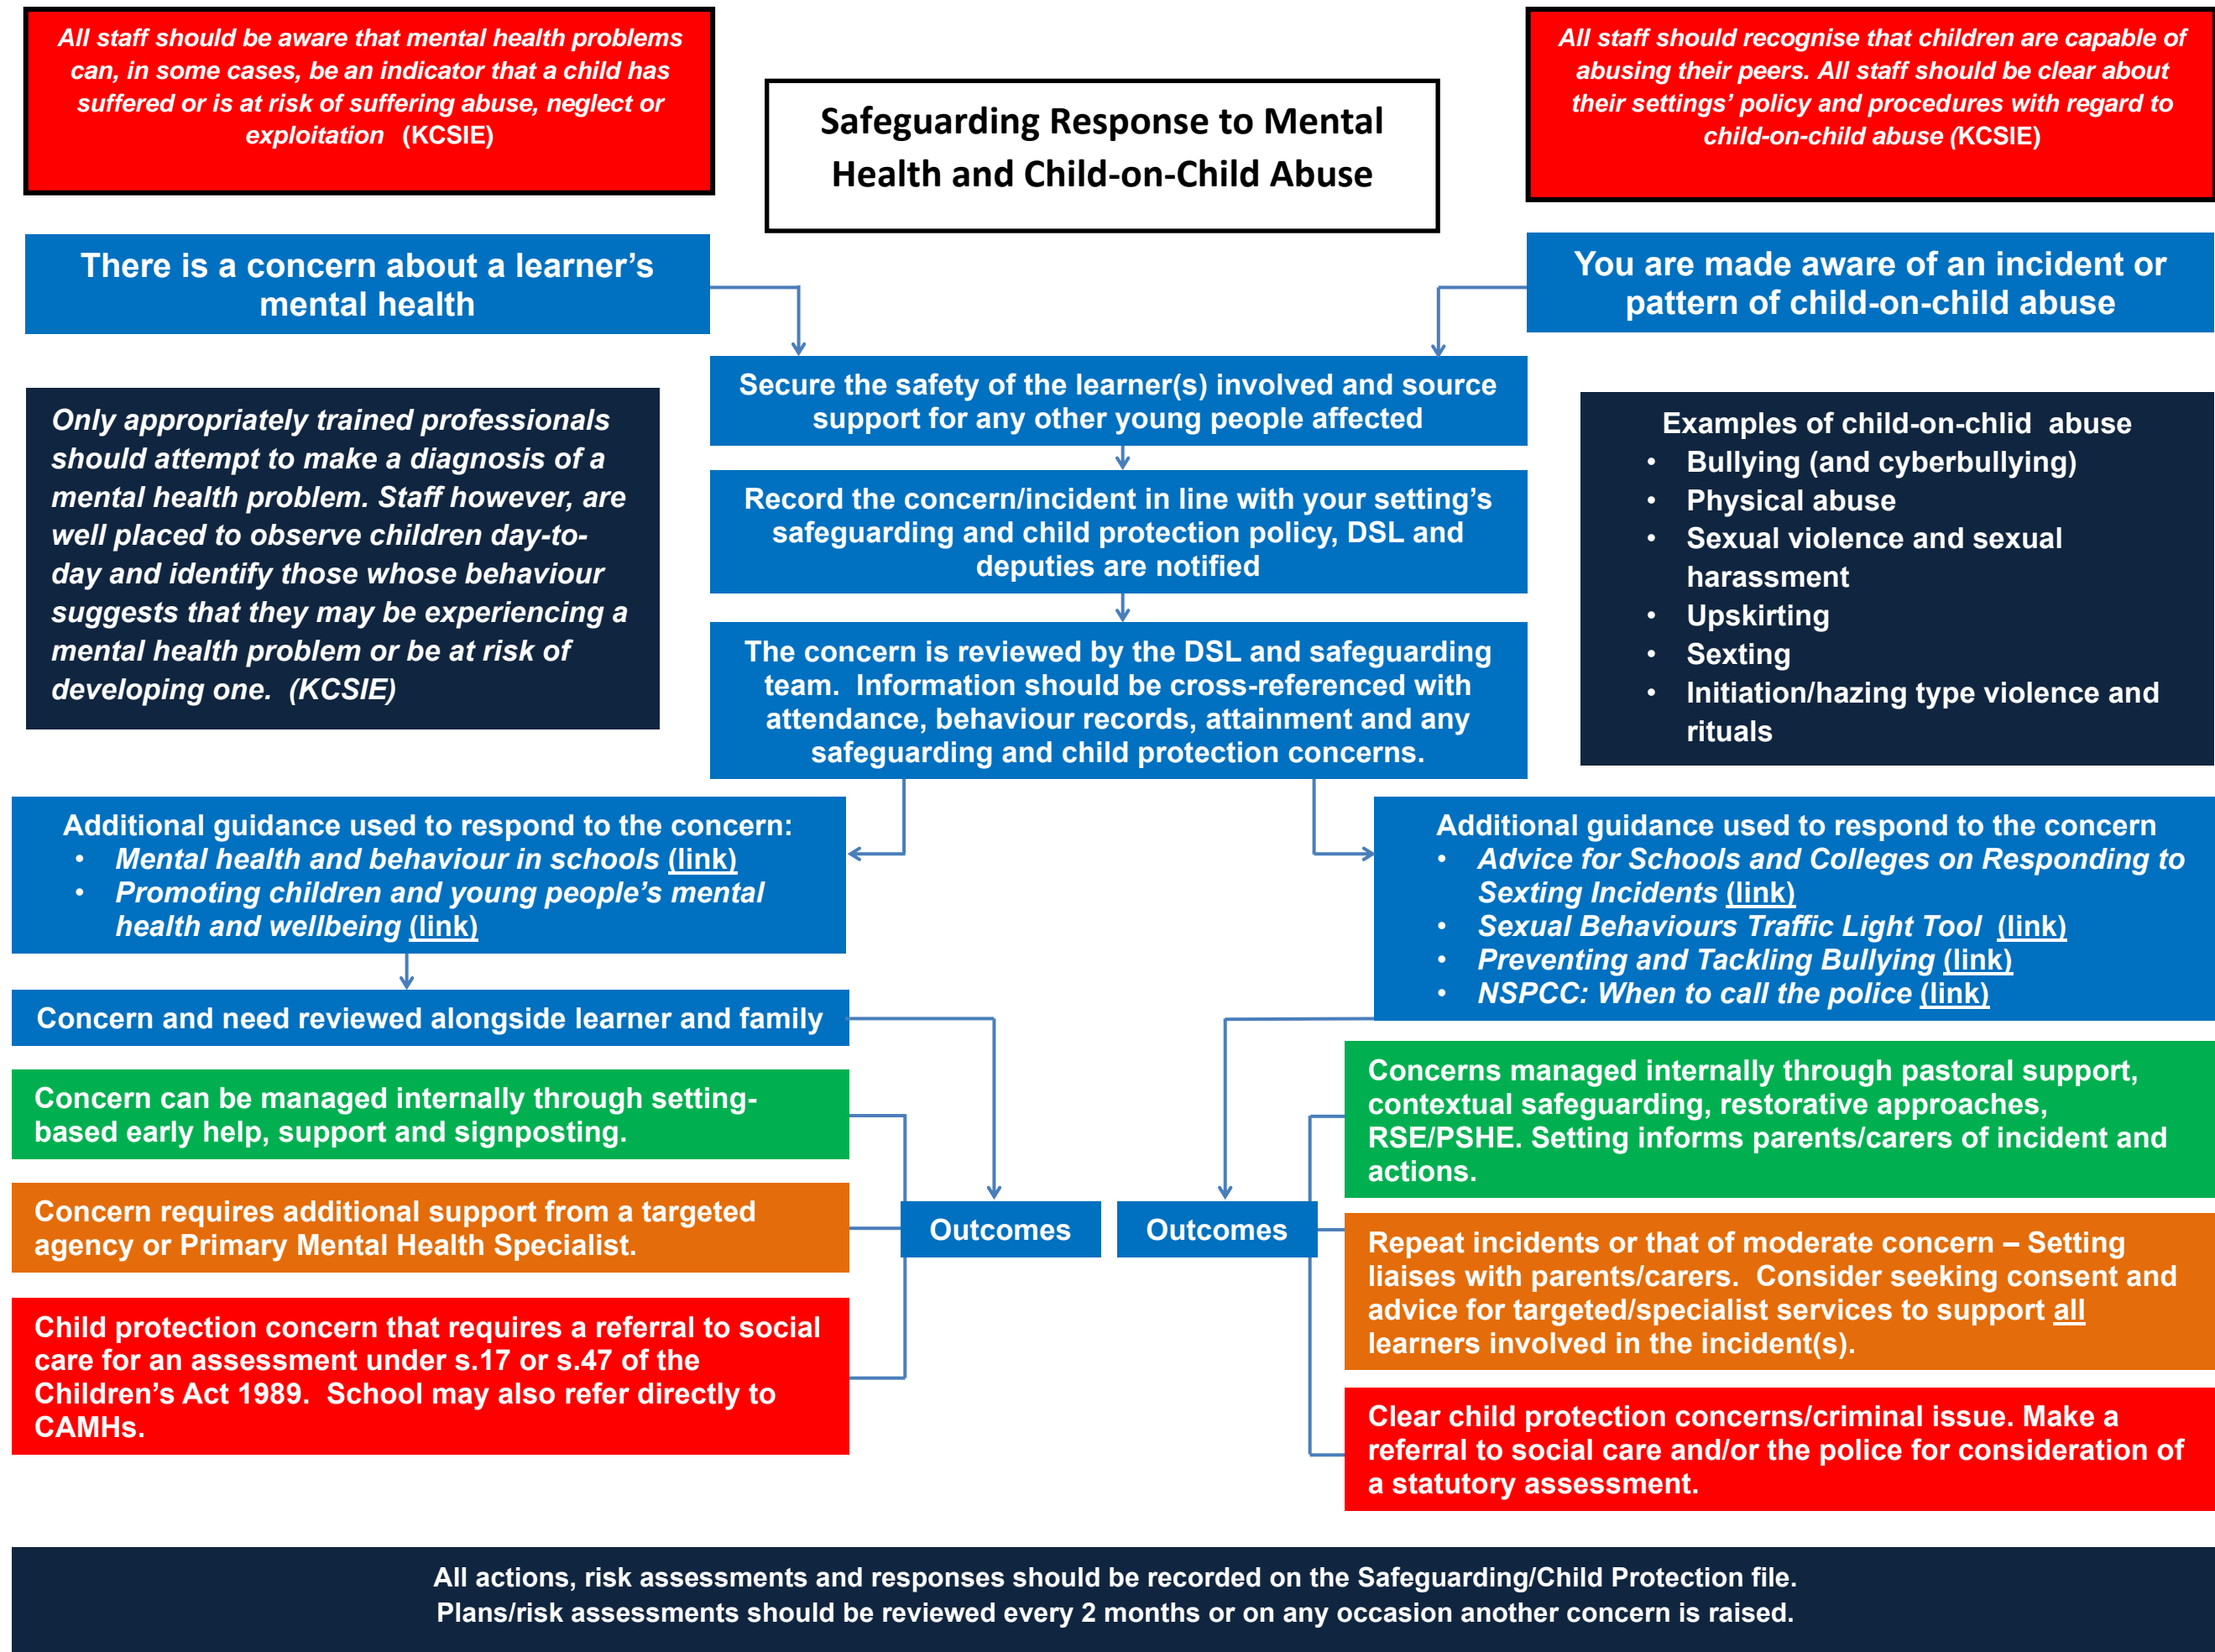 All staff should be aware that mental health problems
can, in some cases, be an indicator that a child has
suffered or is at risk of suffering abuse, neglect or
exploitation (KCSIE)
Safeguarding Response to Mental
Health and Child-on-Child Abuse
All staff should recognise that children are capable of
abusing their peers. All staff should be clear about
their settings’ policy and procedures with regard to
child-on-child abuse (KCSIE)
There is a concern about a learner’s
mental health
You are made aware of an incident or
pattern of child-on-child abuse
Secure the safety of the learner(s) involved and source
support for any other young people affected
Only appropriately trained professionals
should attempt to make a diagnosis of a
mental health problem. Staff however, are
well placed to observe children day-to-
day and identify those whose behaviour
suggests that they may be experiencing a
mental health problem or be at risk of
developing one. (KCSIE)
Record the concern/incident in line with your setting’s
safeguarding and child protection policy, DSL and
deputies are notified
The concern is reviewed by the DSL and safeguarding
team. Information should be cross-referenced with
attendance, behaviour records, attainment and any
safeguarding and child protection concerns.
Examples of child-on-chlid abuse
• Bullying (and cyberbullying)
• Physical abuse
• Sexual violence and sexual
harassment
• Upskirting
• Sexting
• Initiation/hazing type violence and
rituals
Additional guidance used to respond to the concern:
• Mental health and behaviour in schools (link)
• Promoting children and young people’s mental
health and wellbeing (link)
Additional guidance used to respond to the concern
• Advice for Schools and Colleges on Responding to
Sexting Incidents (link)
• Sexual Behaviours Traffic Light Tool (link)
• Preventing and Tackling Bullying (link)
• NSPCC: When to call the police (link)
Concern and need reviewed alongside learner and family
Concern can be managed internally through setting-
based early help, support and signposting.
Concern requires additional support from a targeted
agency or Primary Mental Health Specialist.
Child protection concern that requires a referral to social
care for an assessment under s.17 or s.47 of the
Children’s Act 1989. School may also refer directly to
CAMHs.
Outcomes
Outcomes
Concerns managed internally through pastoral support,
contextual safeguarding, restorative approaches,
RSE/PSHE. Setting informs parents/carers of incident and
actions.
Repeat incidents or that of moderate concern – Setting
liaises with parents/carers. Consider seeking consent and
advice for targeted/specialist services to support all
learners involved in the incident(s).
Clear child protection concerns/criminal issue. Make a
referral to social care and/or the police for consideration of
a statutory assessment.
All actions, risk assessments and responses should be recorded on the Safeguarding/Child Protection file.
Plans/risk assessments should be reviewed every 2 months or on any occasion another concern is raised.